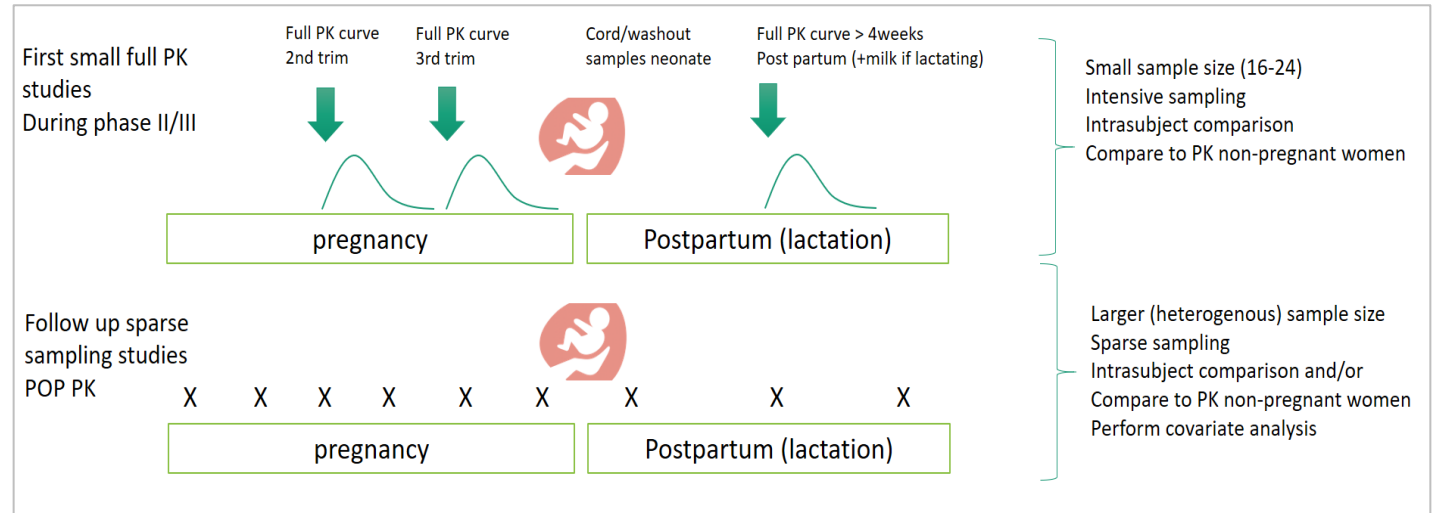 First small full PK
studies
During phase II/III
Full PK curve
2nd trim
Full PK curve
3rd trim
Cord/washout
samples neonate
Full PK curve > 4weeks
Post partum (+milk if lactating)
pregnancy
Postpartum (lactation)
Small sample size (16-24)
Intensive sampling
Intrasubject comparison
Compare to PK non-pregnant women
Follow up sparse
sampling studies
POP PK
X X X X X X X X X
pregnancy
Postpartum (lactation)
Larger (heterogenous) sample size
Sparse sampling
Intrasubject comparison and/or
Compare to PK non-pregnant women
Perform covariate analysis